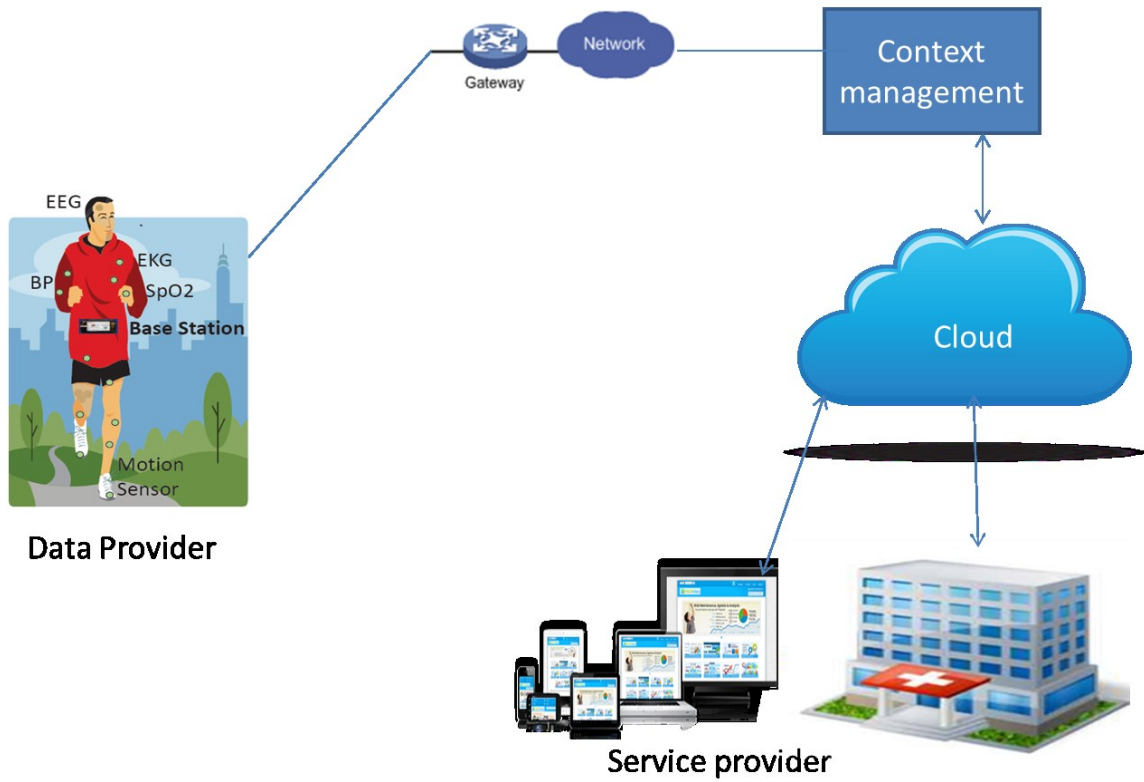 Network
Gateway
Context
management
EEG
EKG
BP
SpO2
Base Station
Motion
Sensor
Data Provider
Cloud
Service provider